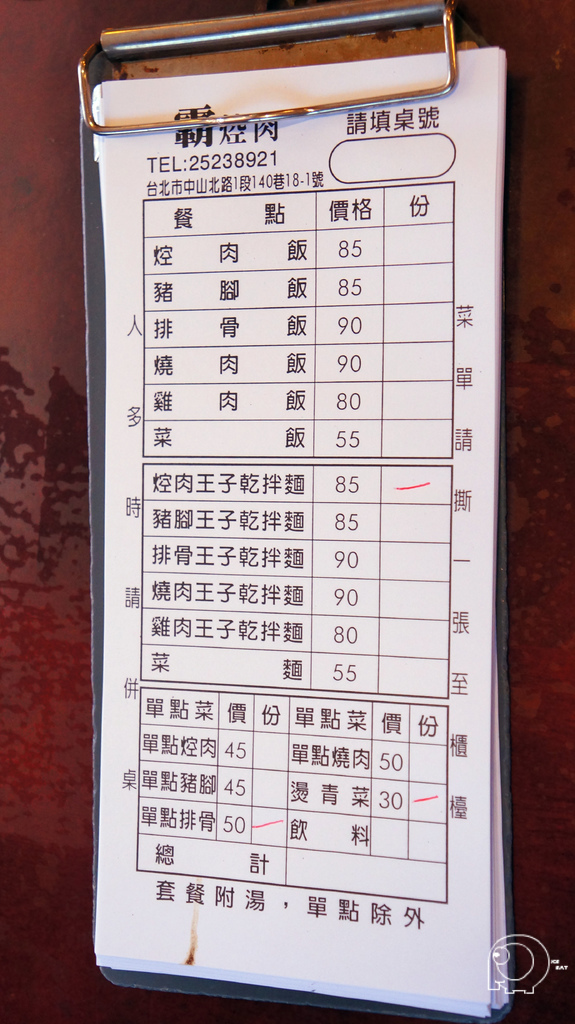 霸焢肉
請填桌號
TEL:25238921
台北市中山北路1段140巷18-1號
餐點 價格 份
焢肉飯 85
豬腳飯 85
排骨飯 90
燒肉飯 90
雞肉飯 80
菜飯 55
焢肉王子乾拌麵 85 一
豬腳王子乾拌麵 85
排骨王子乾拌麵 90
燒肉王子乾拌麵 90
雞肉王子乾拌麵 80
菜麵 55
單點菜 價 份 單點菜 價 份
單點焢肉 45 單點燒肉 50
單點豬腳 45 燙青菜 30 一
單點排骨 50 一 飲料
總計
套餐附湯,單點除外
人多時請併桌
菜單請撕一張至櫃檯
ICE
EAT